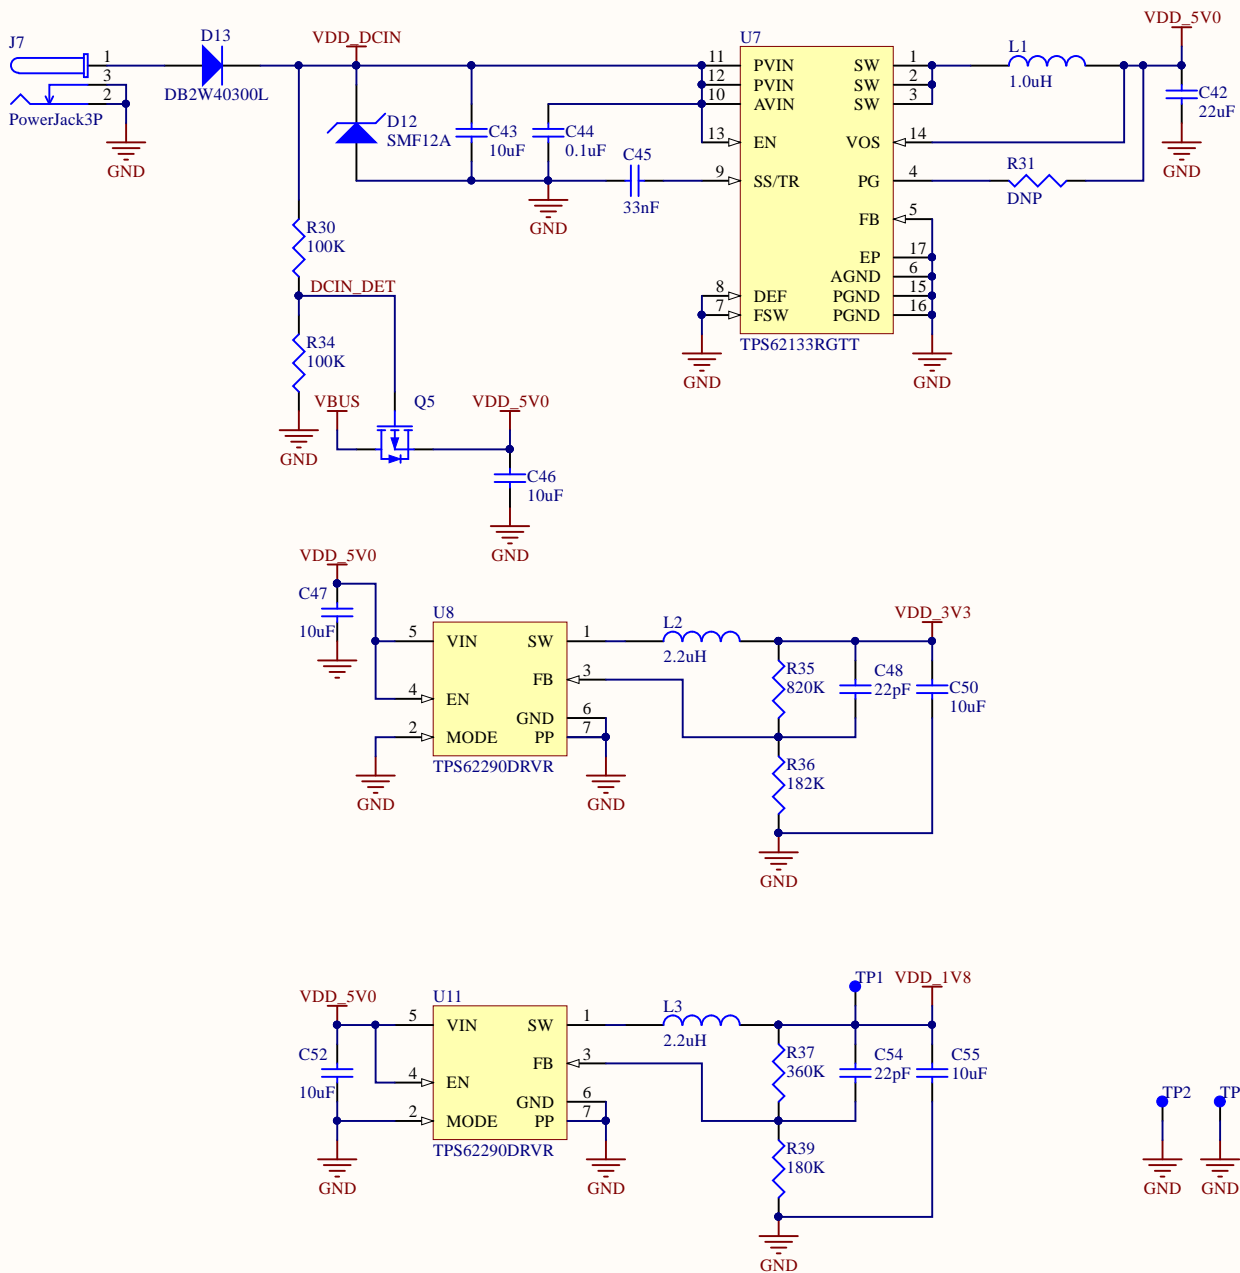 J7
1
3
2
PowerJack3P
GND
D13
DB2W40300L
VDD_DCIN
D12
SMF12A
C43
10uF
C44
0.1uF
C45
33nF
GND
U7
11 PVIN SW 1
12 PVIN SW 2
10 AVIN SW 3
13 EN VOS 14
9 SS/TR PG 4
FB 5
EP 17
AGND 6
8 DEF PGND 15
7 FSW PGND 16
TPS62133RGTT
GND
GND
L1
1.0uH
VDD_5V0
C42
22uF
GND
R31
DNP
R30
100K
DCIN_DET
R34
100K
GND
VBUS
Q5
VDD_5V0
C46
10uF
GND
VDD_5V0
C47
10uF
U8
5 VIN SW 1
FB 3
4 EN
GND 6
2 MODE PP 7
TPS62290DRVR
GND
GND
L2
2.2uH
VDD_3V3
R35
820K
C48
22pF
C50
10uF
R36
182K
GND
VDD_5V0
C52
10uF
GND
U11
5 VIN SW 1
FB 3
4 EN
GND 6
2 MODE PP 7
TPS62290DRVR
GND
L3
2.2uH
TP1
VDD_1V8
R37
360K
C54
22pF
C55
10uF
R39
180K
GND
TP2
GND
TP
GND